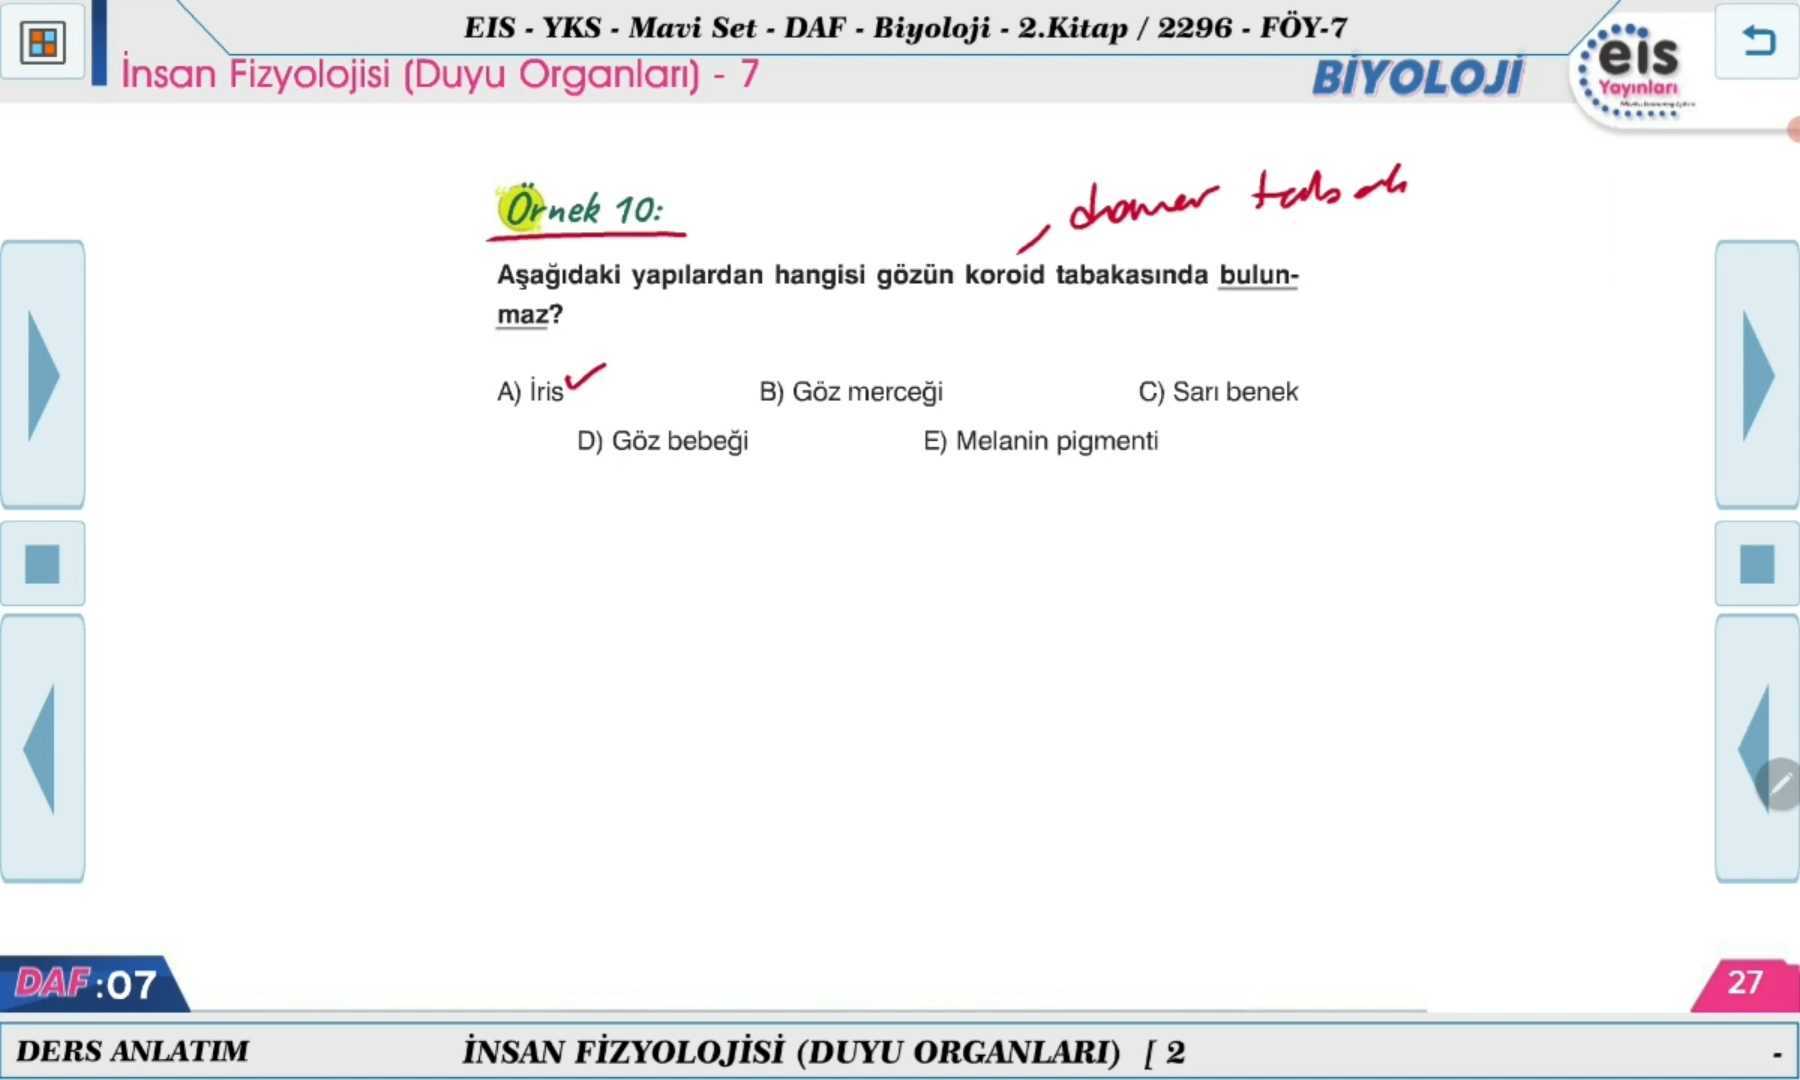 EIS - YKS - Mavi Set - DAF - Biyoloji - 2.Kitap / 2296 - FÖY-7
İnsan Fizyolojisi (Duyu Organları) - 7
BİYOLOJİ
eis
Yayınları
Örnek 10:
damar tabaka
Aşağıdaki yapılardan hangisi gözün koroid tabakasında bulun-
maz?
A) İris
B) Göz merceği
C) Sarı benek
D) Göz bebeği
E) Melanin pigmenti
DAF:07
27
DERS ANLATIM
İNSAN FİZYOLOJİSİ (DUYU ORGANLARI) [ 2
-